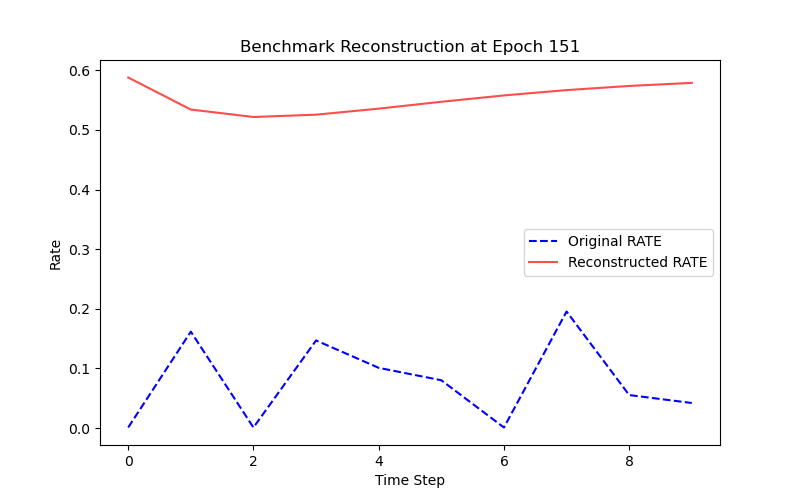 Benchmark Reconstruction at Epoch 151
0.6
0.5
0.4
0.3
0.2
0.1
0.0
Rate
Original RATE
Reconstructed RATE
0 2 4 6 8
Time Step